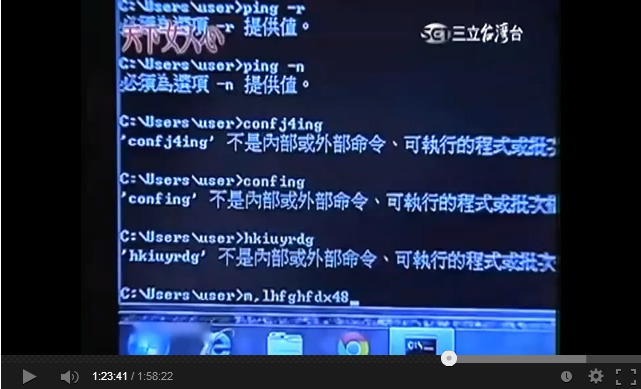 C:\Users\user>ping -r
必須為選項 -r 提供值。
天下女人心
SET 三立台灣台
C:\Users\user>ping -n
必須為選項 -n 提供值。
C:\Users\user>confj4ing
'confj4ing' 不是內部或外部命令、可執行的程式或批次
C:\Users\user>confing
'confing' 不是內部或外部命令、可執行的程式或批次檔
C:\Users\user>hkiuyrdg
'hkiuyrdg' 不是內部或外部命令、可執行的程式或批次
C:\Users\user>m,lhfghfdx48_
C:\
1:23:41 / 1:58:22